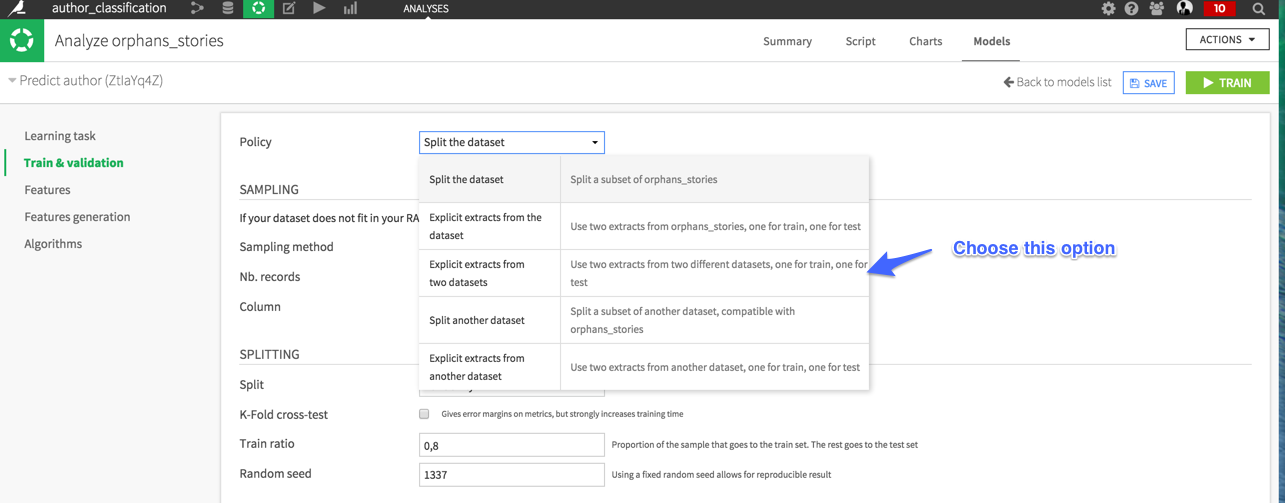 author_classification
ANALYSES
10
Analyze orphans_stories
Summary
Script
Charts
Models
ACTIONS
Predict author (ZtIaYq4Z)
Back to models list
SAVE
TRAIN
Learning task
Train & validation
Features
Features generation
Algorithms
Policy
Split the dataset
Split the dataset
Split a subset of orphans_stories
Explicit extracts from the
dataset
Use two extracts from orphans_stories, one for train, one for test
Explicit extracts from
two datasets
Use two extracts from two different datasets, one for train, one for
test
Split another dataset
Split a subset of another dataset, compatible with
orphans_stories
Explicit extracts from
another dataset
Use two extracts from another dataset, one for train, one for test
Choose this option
SAMPLING
If your dataset does not fit in your RA
Sampling method
Nb. records
Column
SPLITTING
Split
K-Fold cross-test
Gives error margins on metrics, but strongly increases training time
Train ratio
0,8
Proportion of the sample that goes to the train set. The rest goes to the test set
Random seed
1337
Using a fixed random seed allows for reproducible result